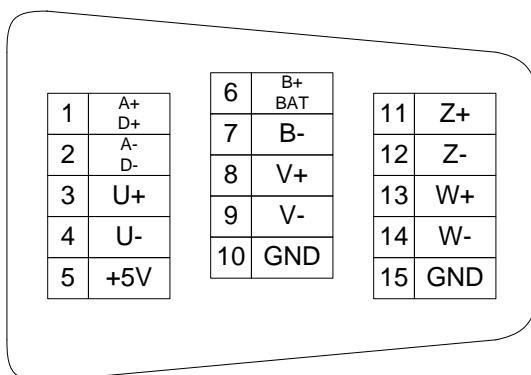 1 A+
D+
2 A-
D-
3 U+
4 U-
5 +5V
6 B+
BAT
7 B-
8 V+
9 V-
10 GND
11 Z+
12 Z-
13 W+
14 W-
15 GND